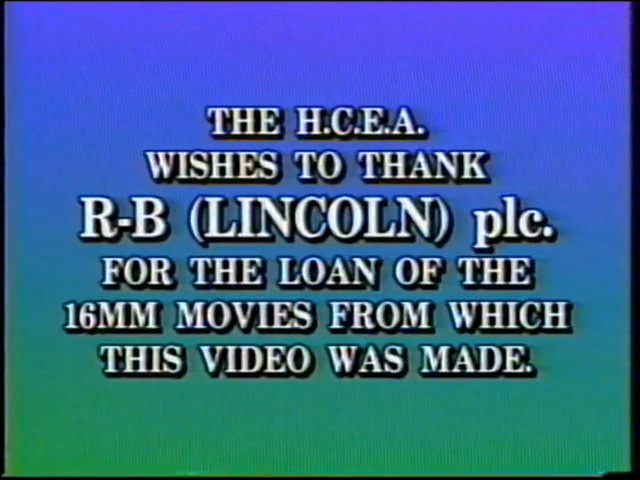 THE H.C.E.A.
WISHES TO THANK
R-B (LINCOLN) plc.
FOR THE LOAN OF THE
16MM MOVIES FROM WHICH
THIS VIDEO WAS MADE.